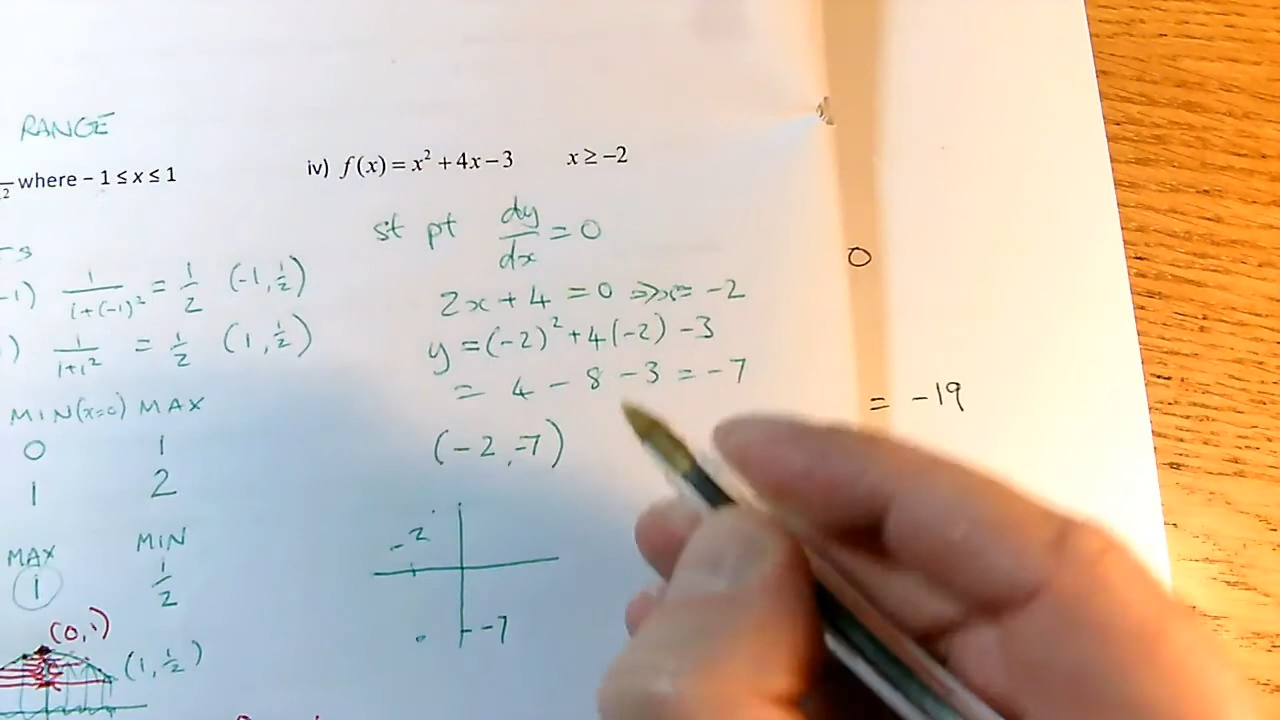 RANGE
where – 1 ≤ x ≤ 1
-1) 1/(1+(-1)²) = 1/2 (-1, 1/2)
) 1/(1+1²) = 1/2 (1, 1/2)
MIN (x=0) MAX
0 1
1 2
MAX MIN
1 1/2
(0,1)
(1, 1/2)
iv) f(x) = x² + 4x – 3 x ≥ –2
st pt dy/dx = 0
2x + 4 = 0 ⇒ x = -2
y = (-2)² + 4(-2) - 3
= 4 - 8 - 3 = -7
(-2, -7)
-2
-7
0
= -19